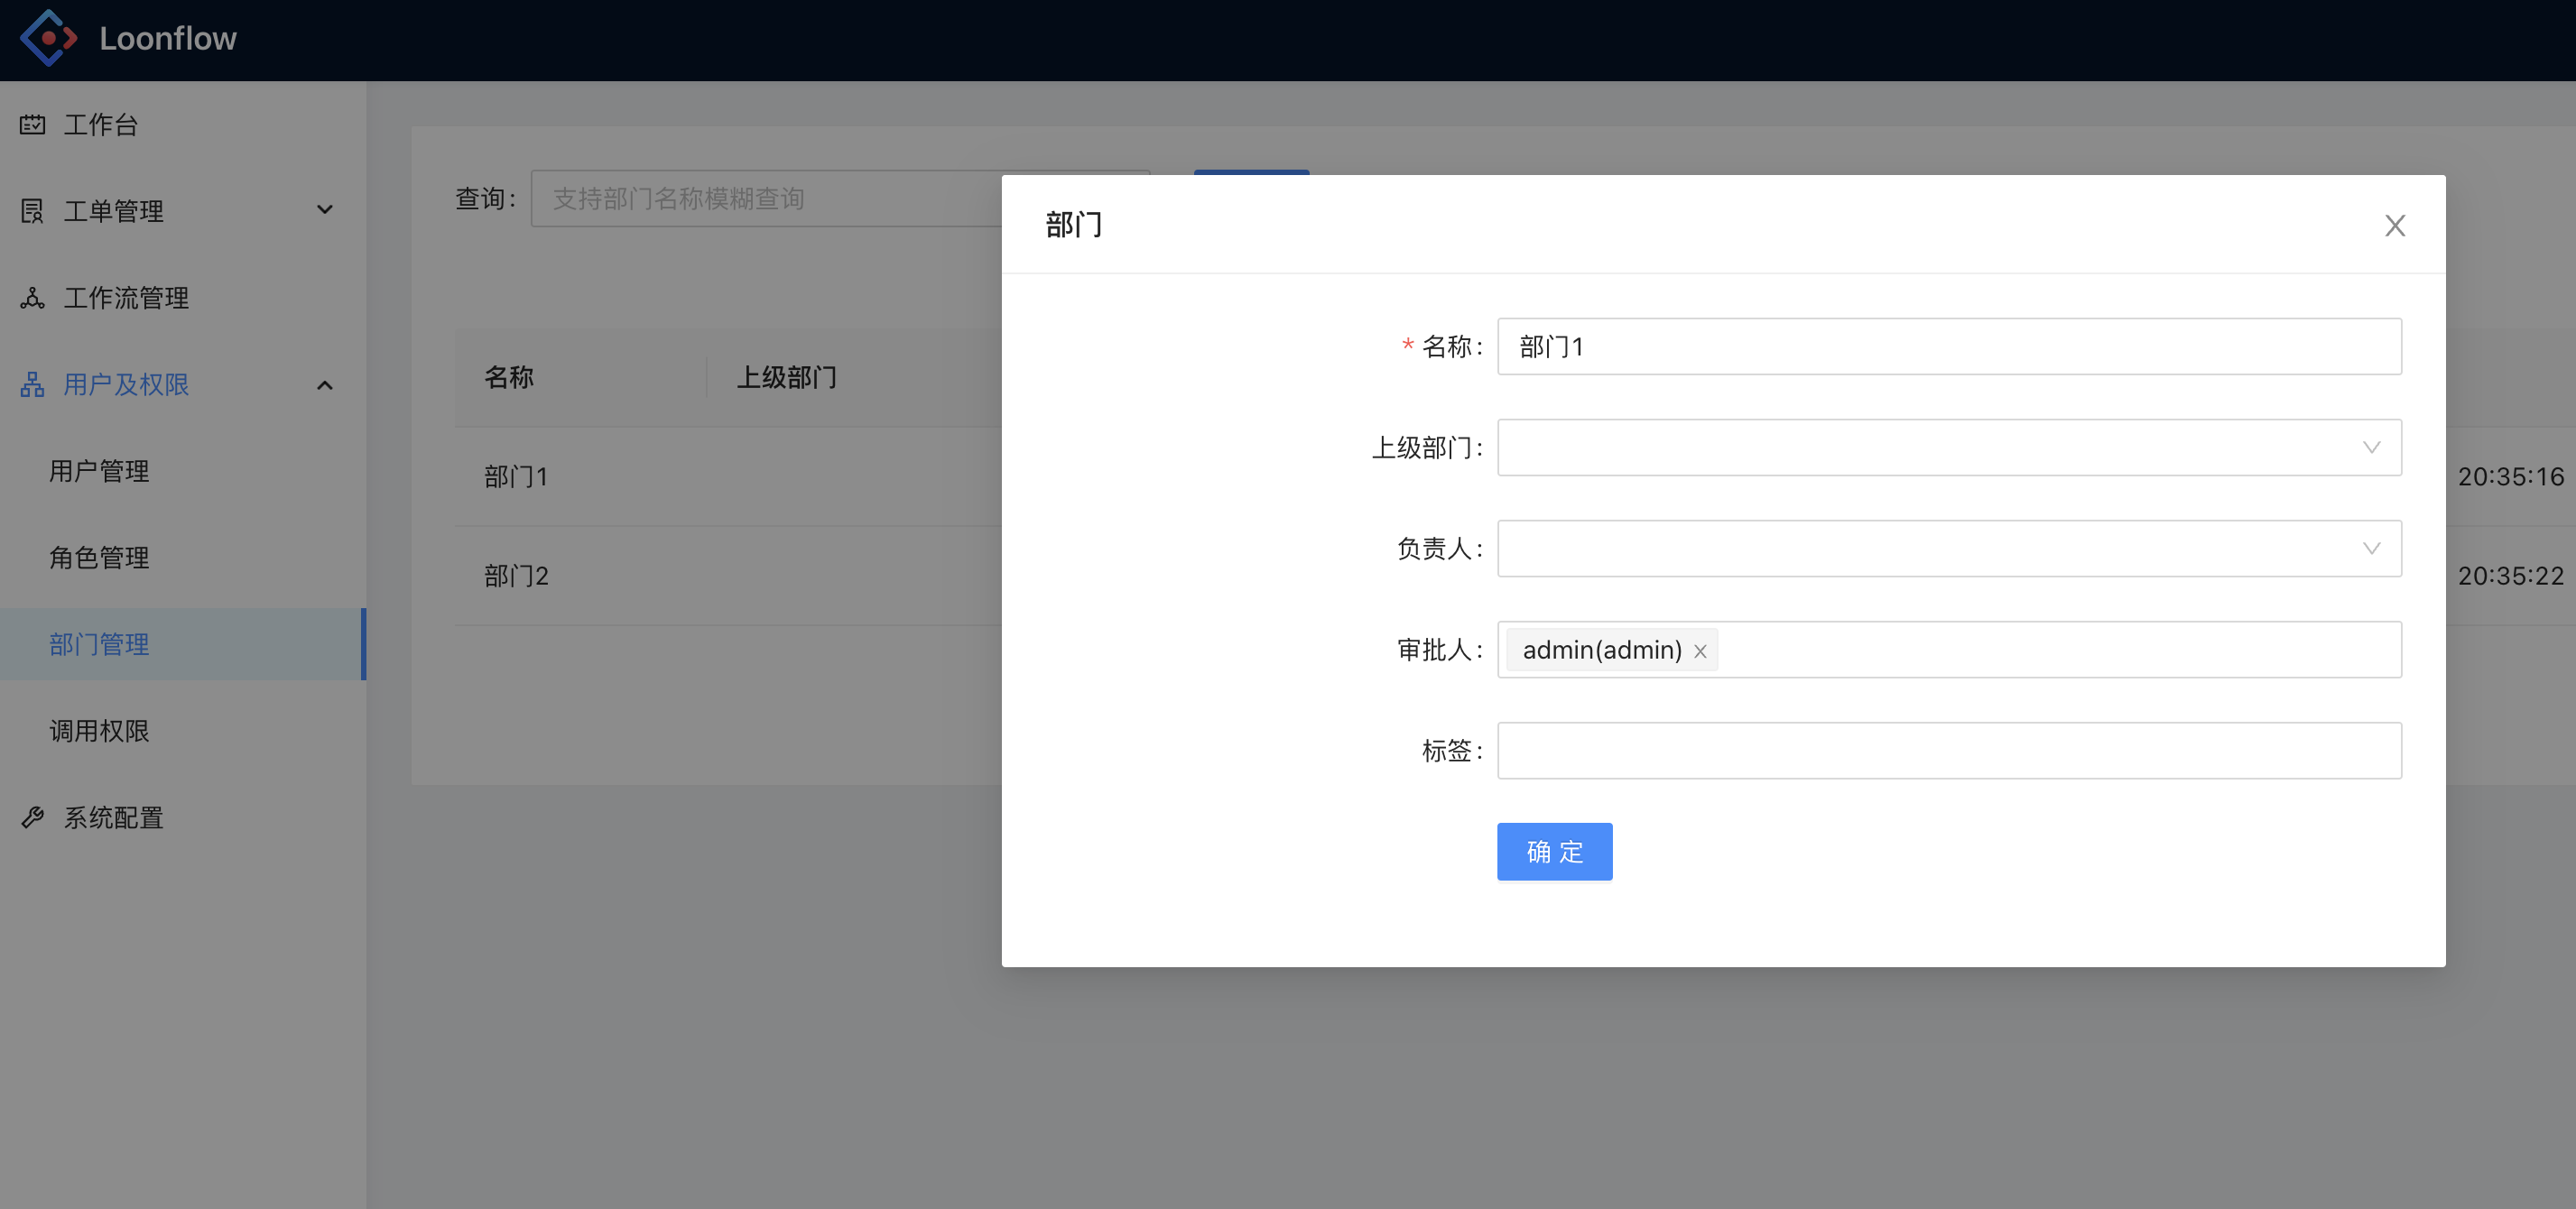 Loonflow
工作台
工单管理
工作流管理
用户及权限
用户管理
角色管理
部门管理
调用权限
系统配置
查询:
支持部门名称模糊查询
名称
上级部门
部门1
20:35:16
部门2
20:35:22
部门
* 名称:
部门1
上级部门:
负责人:
审批人:
admin(admin)
标签:
确 定